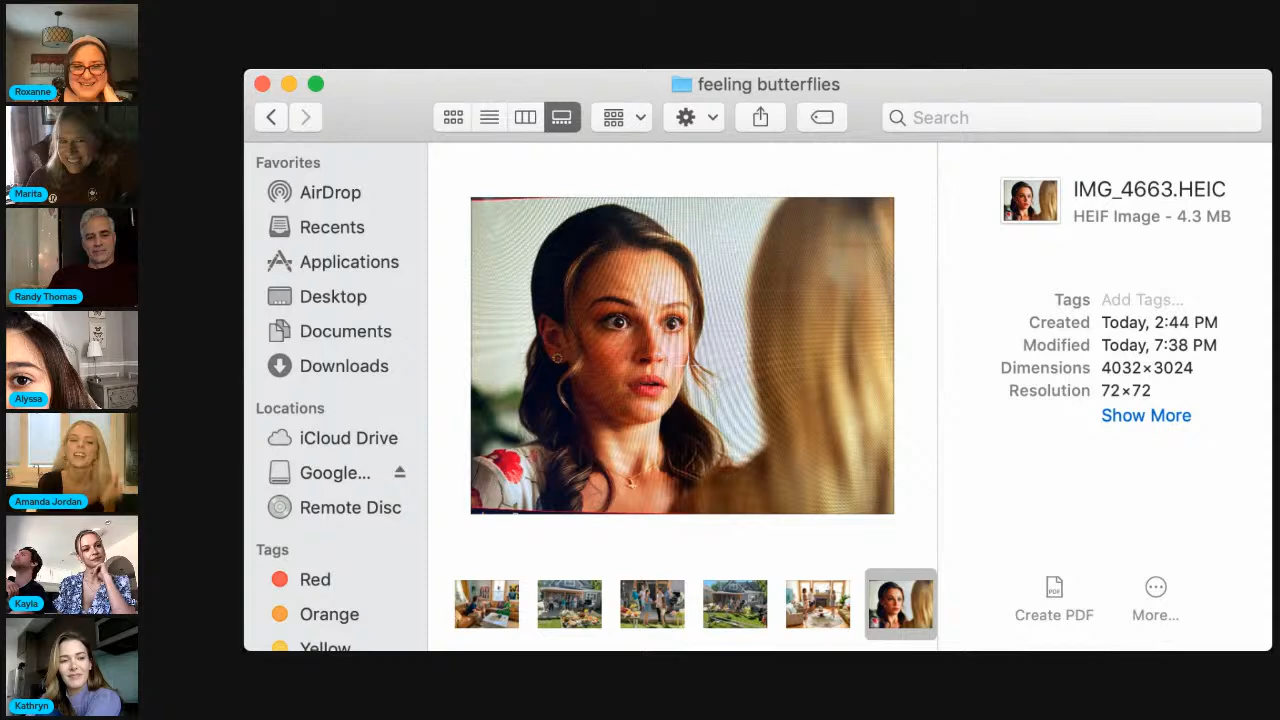 Roxanne
Marita
Randy Thomas
Alyssa
Amanda Jordan
Kayla
Kathryn
feeling butterflies
Search
Favorites
AirDrop
Recents
Applications
Desktop
Documents
Downloads
Locations
iCloud Drive
Google...
Remote Disc
Tags
Red
Orange
Yellow
IMG_4663.HEIC
HEIF Image - 4.3 MB
Tags Add Tags...
Created Today, 2:44 PM
Modified Today, 7:38 PM
Dimensions 4032×3024
Resolution 72×72
Show More
PDF
Create PDF
More...